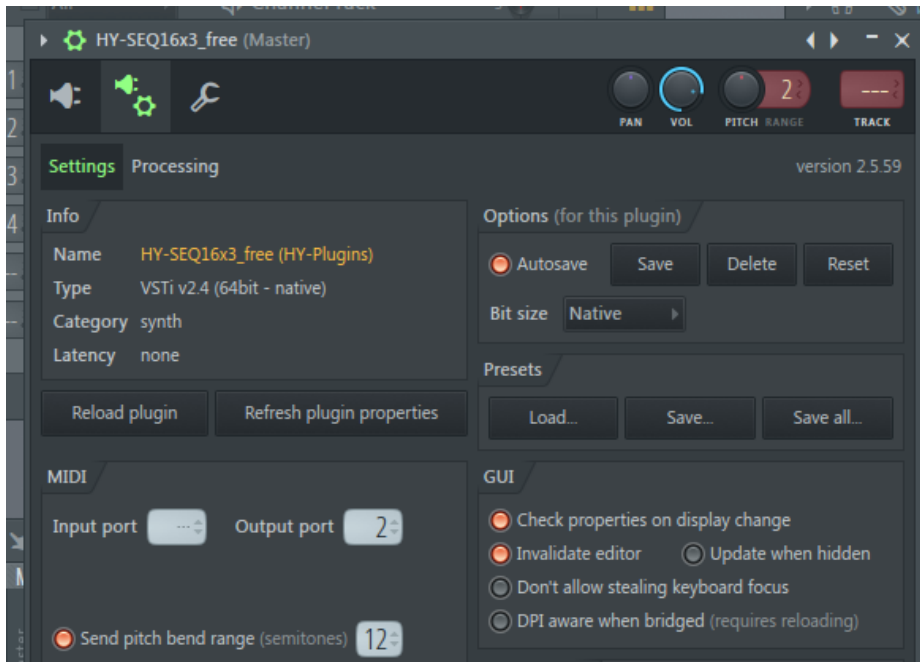 HY-SEQ16x3_free (Master)
PAN VOL PITCH RANGE 2 --- TRACK
Settings Processing version 2.5.59
Info
Name HY-SEQ16x3_free (HY-Plugins)
Type VSTi v2.4 (64bit - native)
Category synth
Latency none
Reload plugin Refresh plugin properties
Options (for this plugin)
Autosave Save Delete Reset
Bit size Native
Presets
Load... Save... Save all...
MIDI
Input port --- Output port 2
Send pitch bend range (semitones) 12
GUI
Check properties on display change
Invalidate editor Update when hidden
Don't allow stealing keyboard focus
DPI aware when bridged (requires reloading)
1
2
3
4